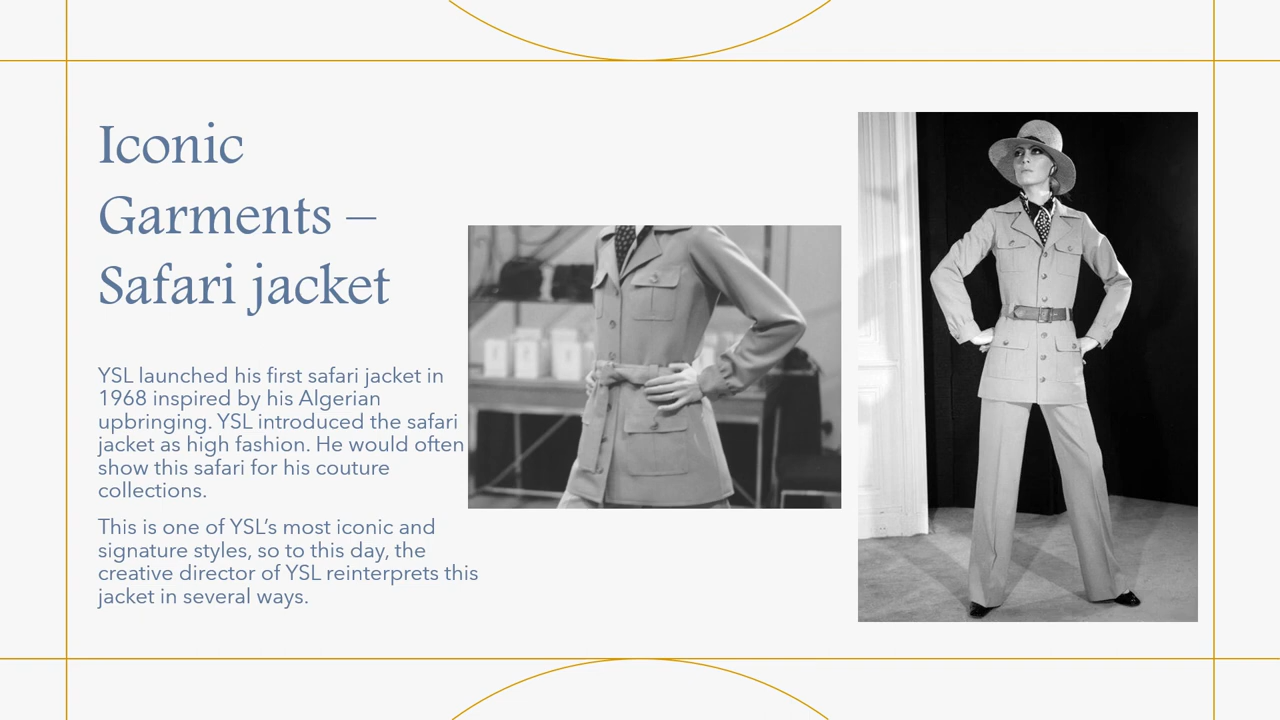 Iconic
Garments –
Safari jacket
YSL launched his first safari jacket in
1968 inspired by his Algerian
upbringing. YSL introduced the safari
jacket as high fashion. He would often
show this safari for his couture
collections.
This is one of YSL’s most iconic and
signature styles, so to this day, the
creative director of YSL reinterprets this
jacket in several ways.